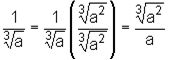 1/∛a = 1/∛a (∛a²/∛a²) = ∛a²/a